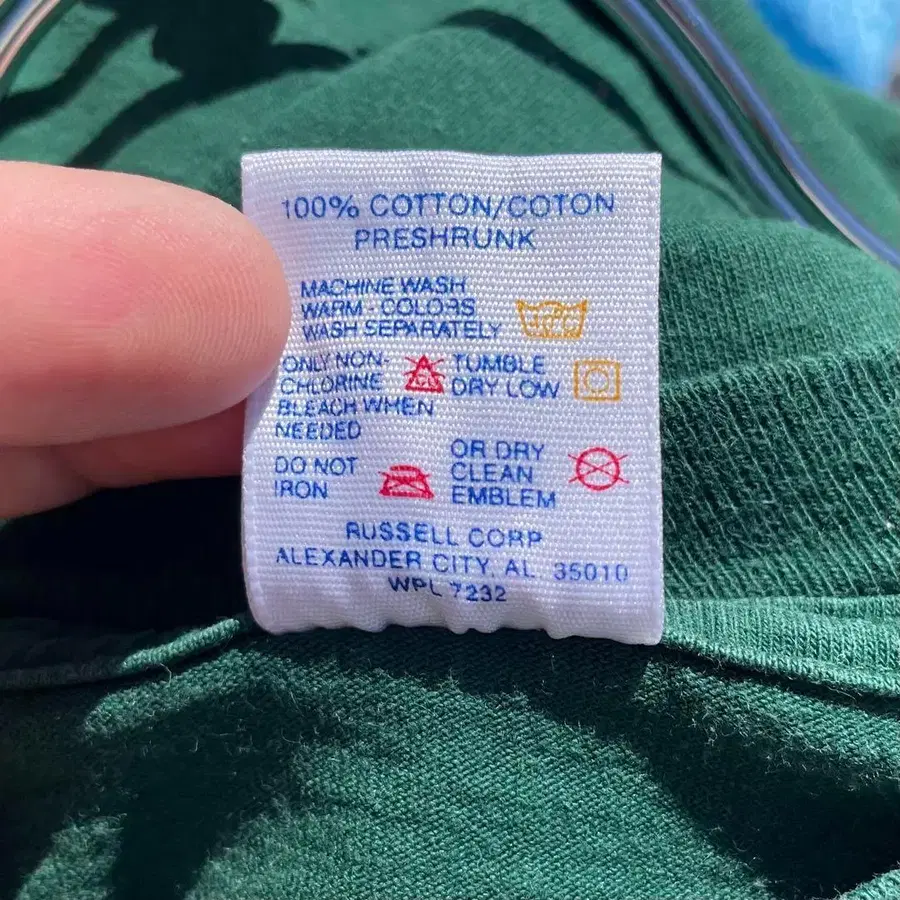 100% COTTON/COTON
PRESHRUNK
MACHINE WASH
WARM - COLORS
WASH SEPARATELY
ONLY NON-
CHLORINE
BLEACH WHEN
NEEDED
TUMBLE
DRY LOW
DO NOT
IRON
OR DRY
CLEAN
EMBLEM
RUSSELL CORP
ALEXANDER CITY, AL 35010
WPL 7232